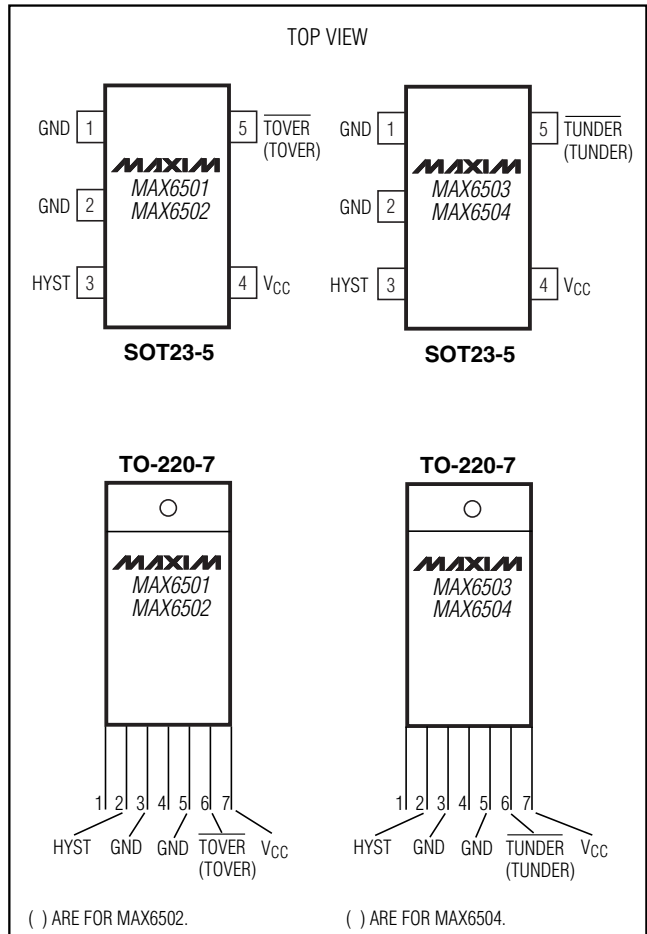 TOP VIEW
GND 1
5 TOVER
(TOVER)
MAXIM
MAX6501
MAX6502
GND 2
HYST 3
4 VCC
SOT23-5
GND 1
5 TUNDER
(TUNDER)
MAXIM
MAX6503
MAX6504
GND 2
HYST 3
4 VCC
SOT23-5
TO-220-7
MAXIM
MAX6501
MAX6502
1 2 3 4 5 6 7
HYST GND GND TOVER VCC
(TOVER)
( ) ARE FOR MAX6502.
TO-220-7
MAXIM
MAX6503
MAX6504
1 2 3 4 5 6 7
HYST GND GND TUNDER VCC
(TUNDER)
( ) ARE FOR MAX6504.